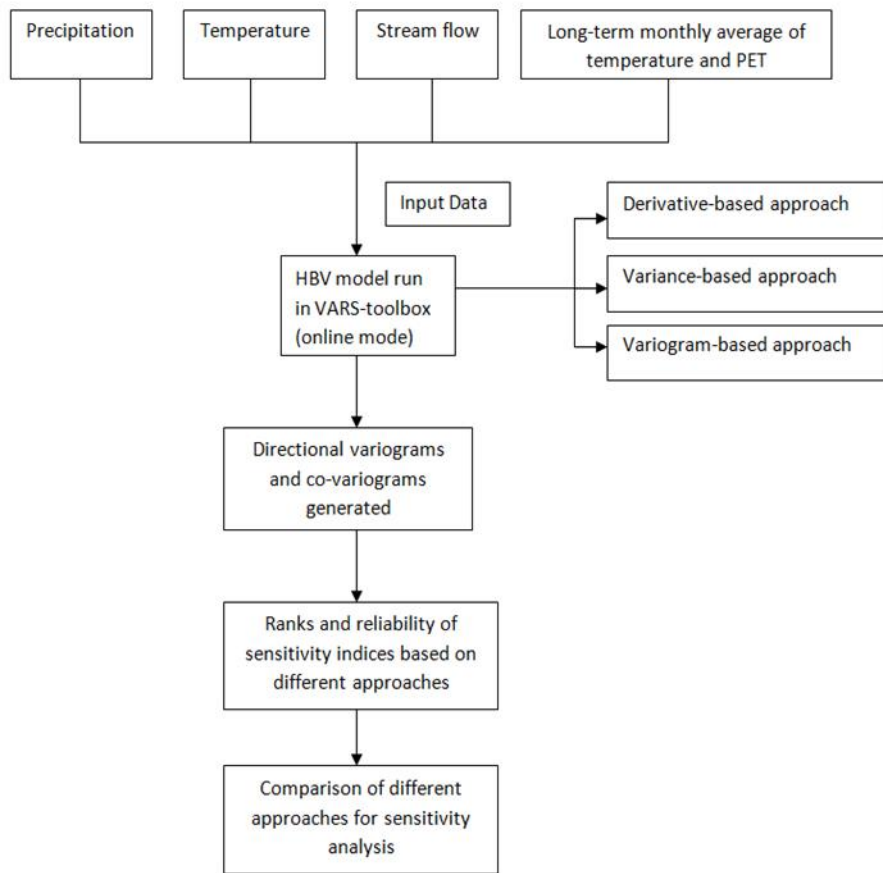 Precipitation
Temperature
Stream flow
Long-term monthly average of
temperature and PET
Input Data
Derivative-based approach
HBV model run
in VARS-toolbox
(online mode)
Variance-based approach
Variogram-based approach
Directional variograms
and co-variograms
generated
Ranks and reliability of
sensitivity indices based on
different approaches
Comparison of different
approaches for sensitivity
analysis